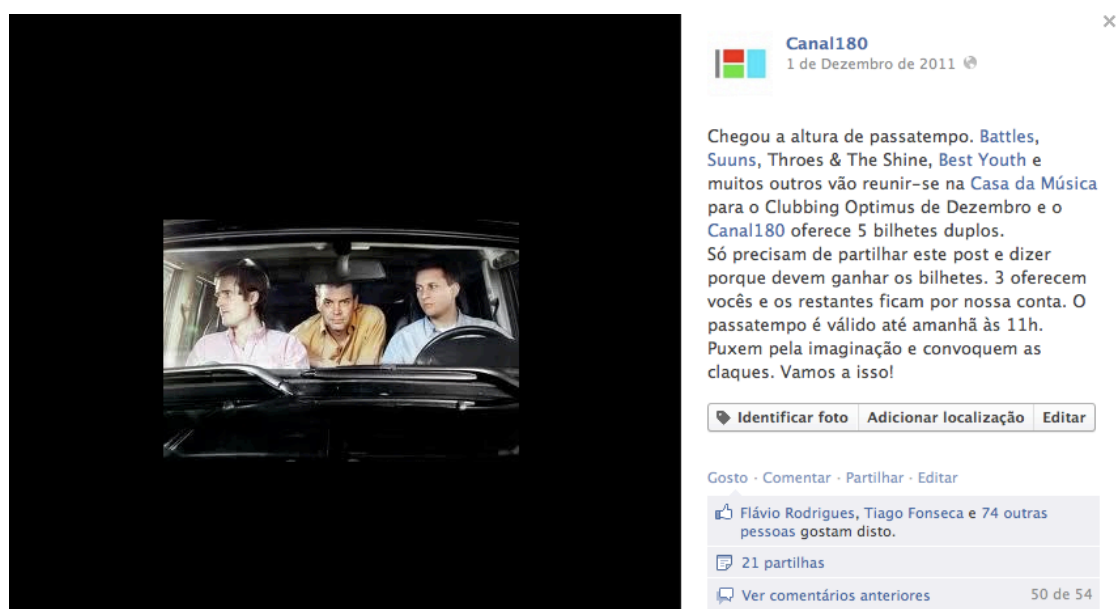 Canal180
1 de Dezembro de 2011
Chegou a altura de passatempo. Battles,
Suuns, Throes & The Shine, Best Youth e
muitos outros vão reunir-se na Casa da Música
para o Clubbing Optimus de Dezembro e o
Canal180 oferece 5 bilhetes duplos.
Só precisam de partilhar este post e dizer
porque devem ganhar os bilhetes. 3 oferecem
vocês e os restantes ficam por nossa conta. O
passatempo é válido até amanhã às 11h.
Puxem pela imaginação e convoquem as
claques. Vamos a isso!
Identificar foto Adicionar localização Editar
Gosto · Comentar · Partilhar · Editar
Flávio Rodrigues, Tiago Fonseca e 74 outras
pessoas gostam disto.
21 partilhas
Ver comentários anteriores 50 de 54